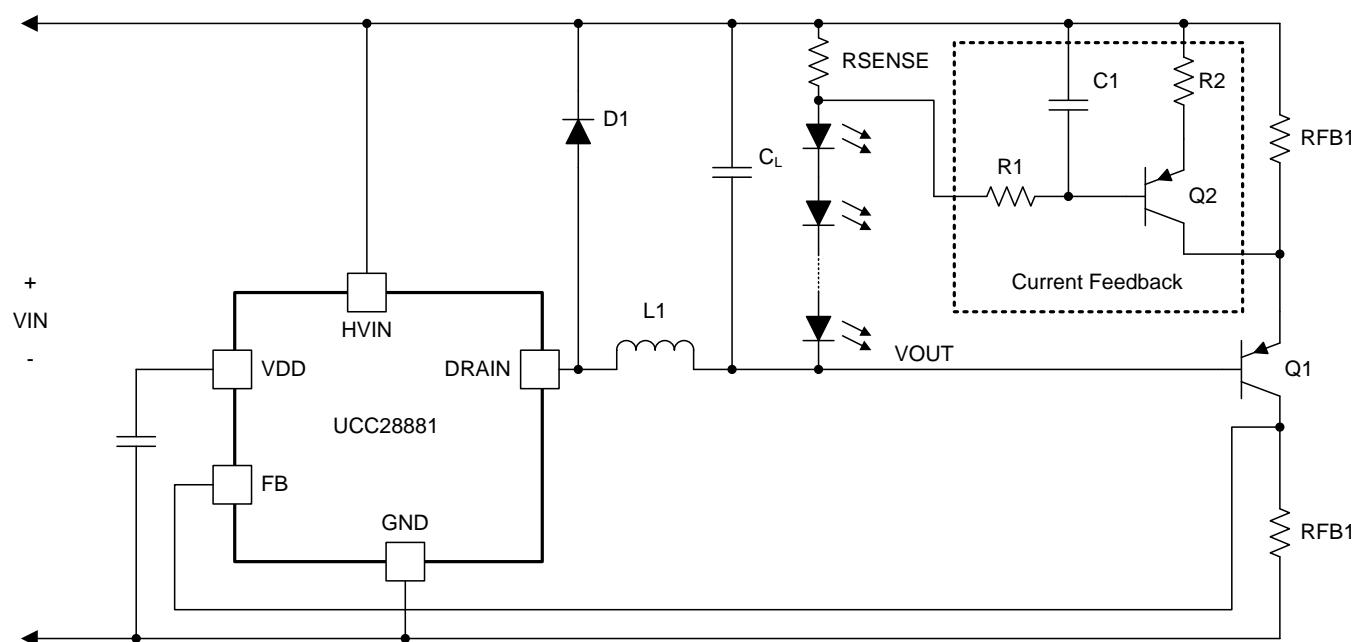 RSENSE
C1
R2
D1
RFB1
CL
R1
Q2
+
VIN
-
Current Feedback
HVIN
L1
VDD
DRAIN
VOUT
Q1
UCC28881
FB
GND
RFB1